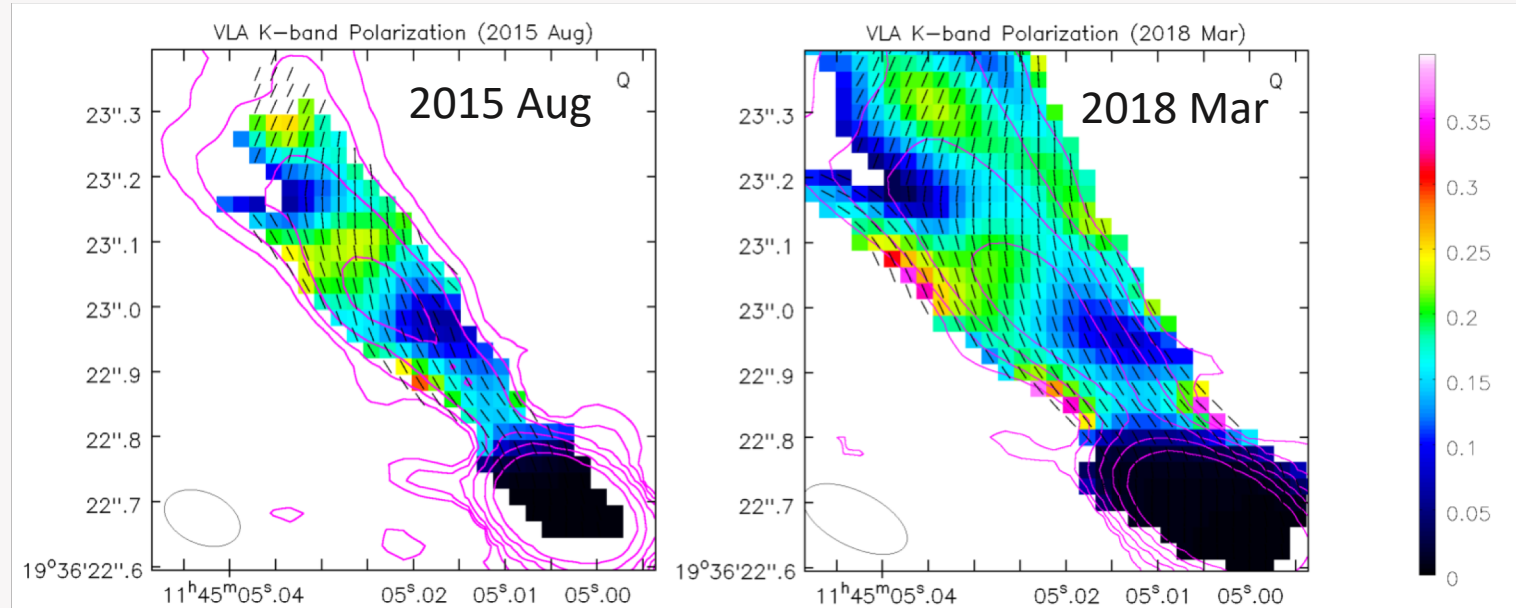 VLA K-band Polarization (2015 Aug)
2015 Aug
Q
23".3
23".2
23".1
23".0
22".9
22".8
22".7
19°36'22".6
11ʰ45ᵐ05ˢ.04
05ˢ.02
05ˢ.01
05ˢ.00
VLA K-band Polarization (2018 Mar)
2018 Mar
Q
23".3
23".2
23".1
23".0
22".9
22".8
22".7
19°36'22".6
11ʰ45ᵐ05ˢ.04
05ˢ.02
05ˢ.01
05ˢ.00
0.35
0.3
0.25
0.2
0.15
0.1
0.05
0